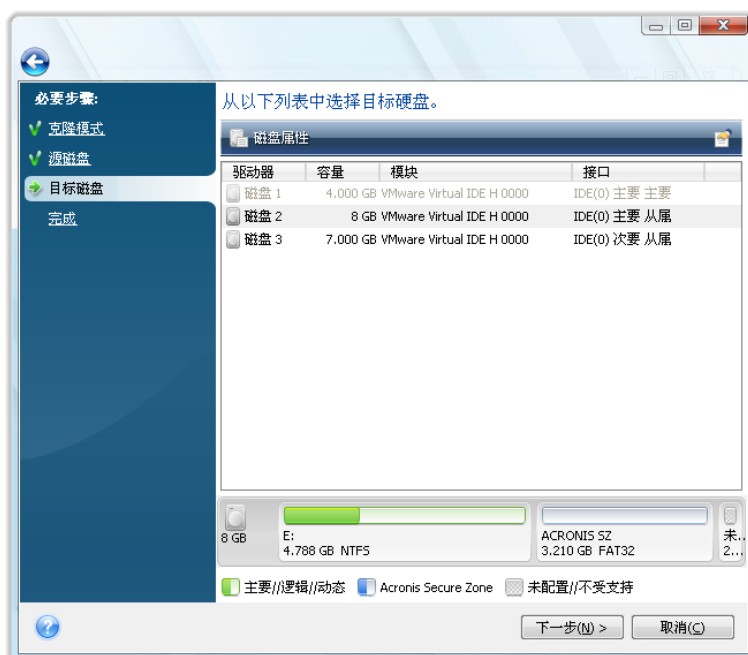 必要步骤:
克隆模式
源磁盘
目标磁盘
完成
从以下列表中选择目标硬盘。
磁盘属性
驱动器 容量 模块 接口
磁盘 1 4.000 GB VMware Virtual IDE H 0000 IDE(0) 主要 主要
磁盘 2 8 GB VMware Virtual IDE H 0000 IDE(0) 主要 从属
磁盘 3 7.000 GB VMware Virtual IDE H 0000 IDE(0) 次要 从属
8 GB
E:
4.788 GB NTFS
ACRONIS SZ
3.210 GB FAT32
未...
2...
主要//逻辑//动态 Acronis Secure Zone 未配置//不受支持
下一步(N) > 取消(C)